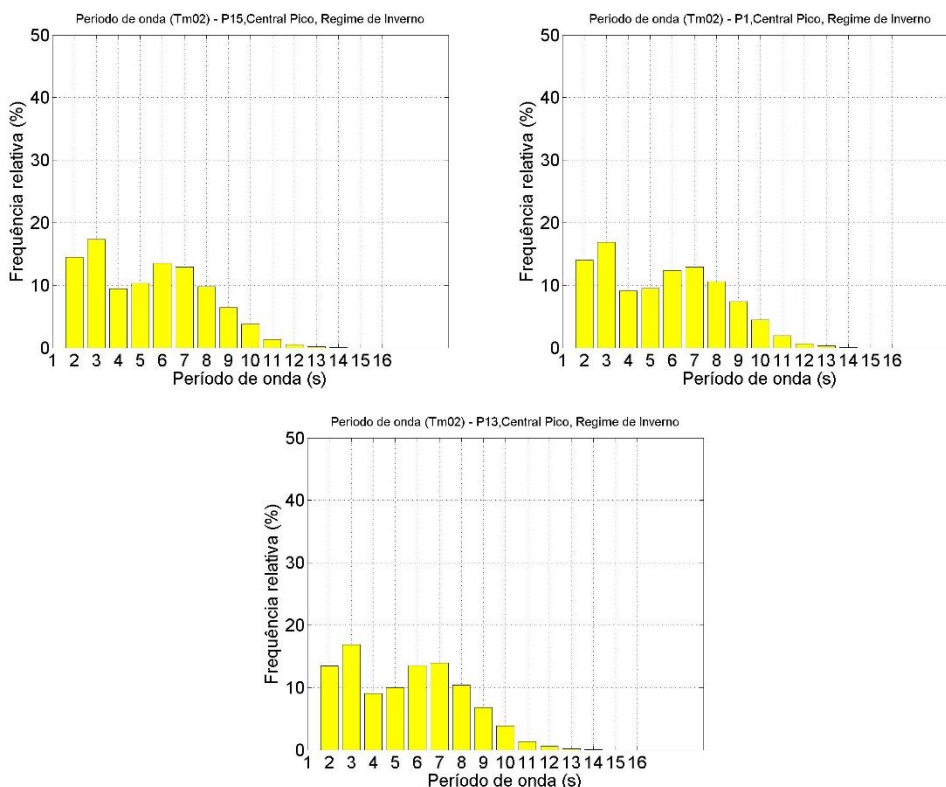 Periodo de onda (Tm02) - P15,Central Pico, Regime de Inverno
Frequência relativa (%)
50
40
30
20
10
0
1 2 3 4 5 6 7 8 9 10 11 12 13 14 15 16
Período de onda (s)
Periodo de onda (Tm02) - P1,Central Pico, Regime de Inverno
Frequência relativa (%)
50
40
30
20
10
0
1 2 3 4 5 6 7 8 9 10 11 12 13 14 15 16
Período de onda (s)
Periodo de onda (Tm02) - P13,Central Pico, Regime de Inverno
Frequência relativa (%)
50
40
30
20
10
0
1 2 3 4 5 6 7 8 9 10 11 12 13 14 15 16
Período de onda (s)